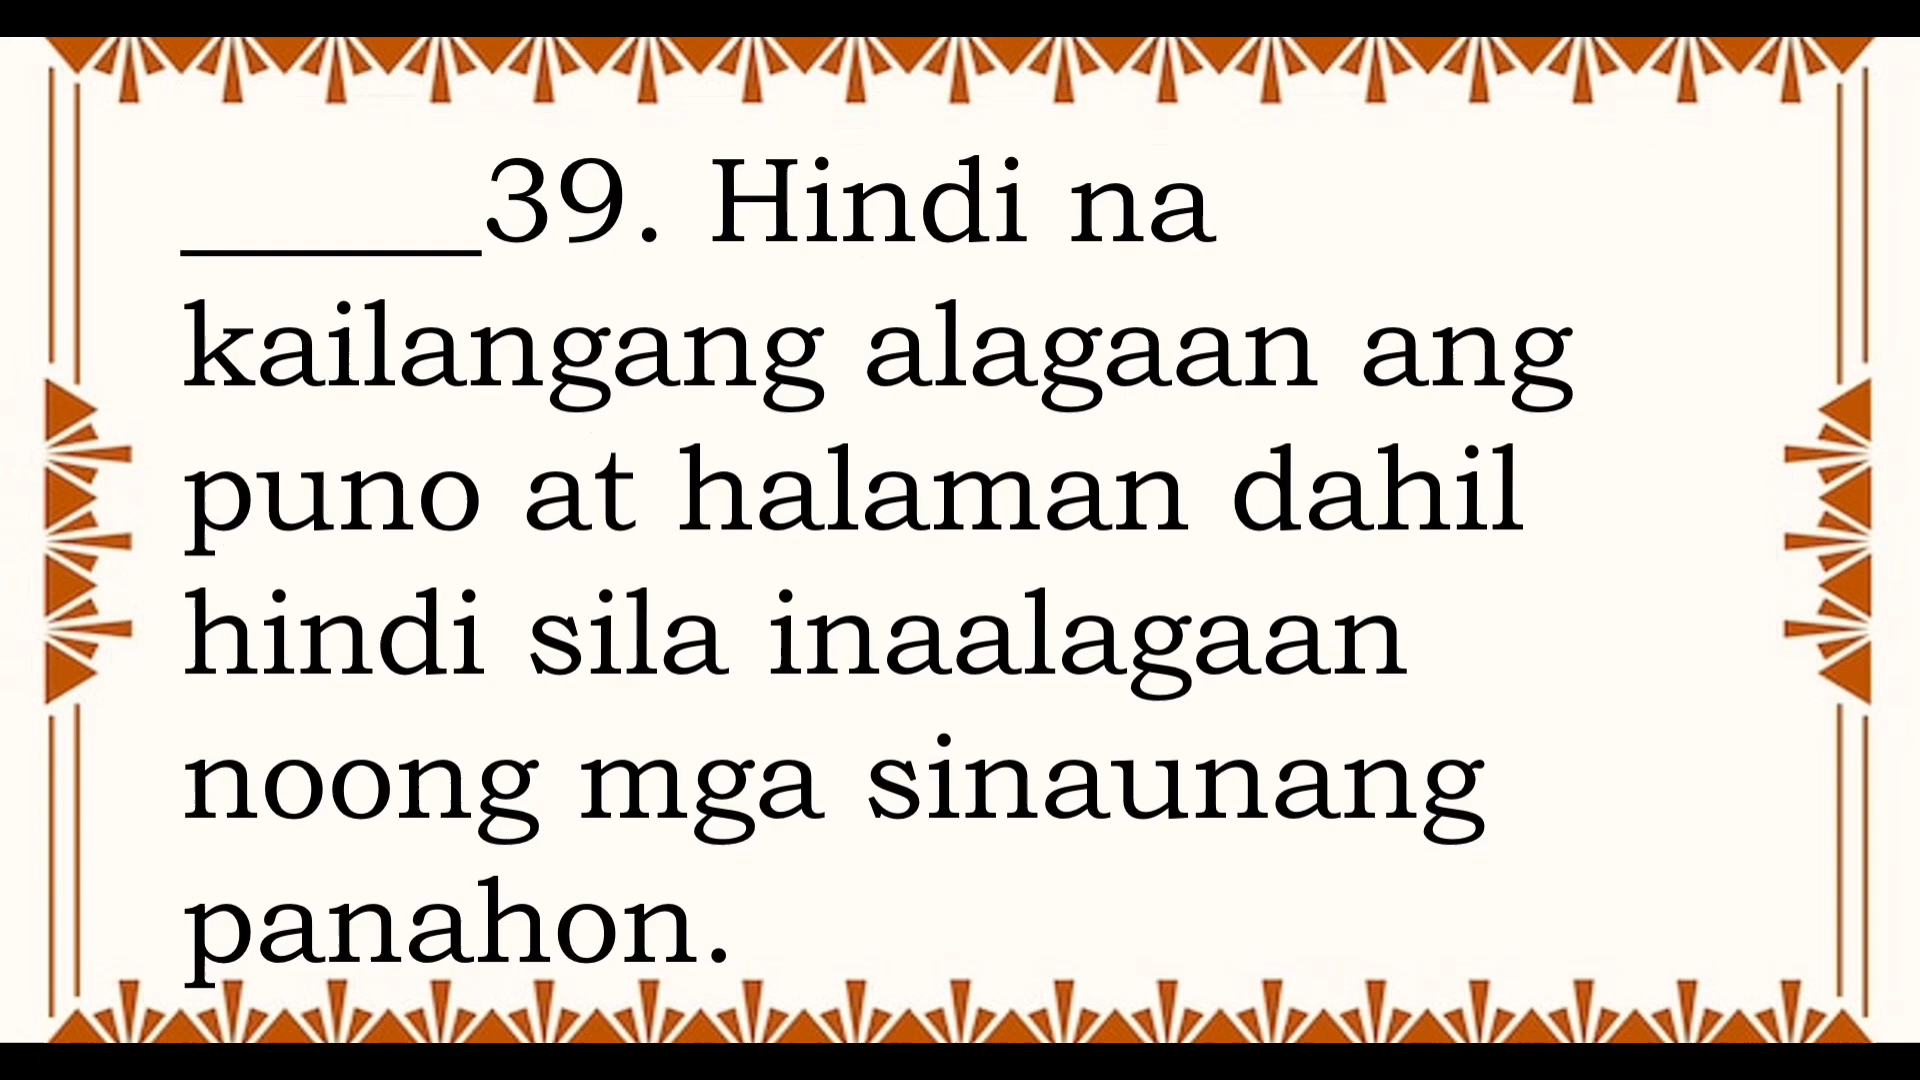 _____39. Hindi na
kailangang alagaan ang
puno at halaman dahil
hindi sila inaalagaan
noong mga sinaunang
panahon.